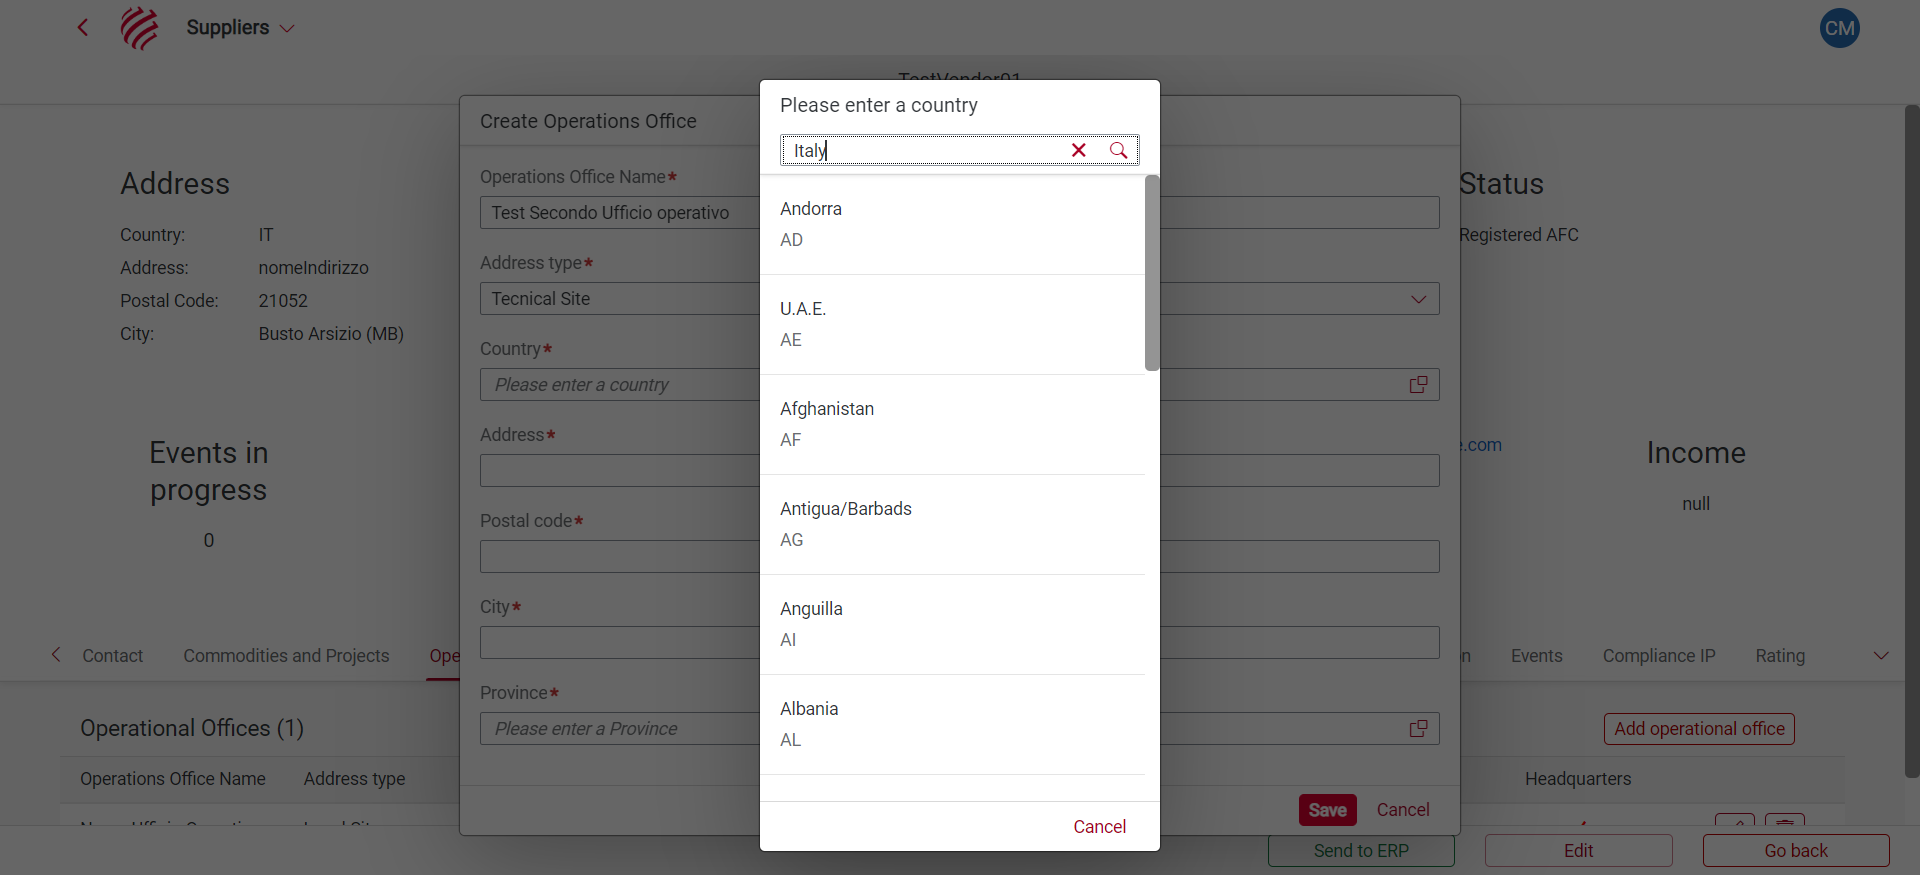 Suppliers
CM
TestVendor01
Please enter a country
Italy
Create Operations Office
Address
Country: IT
Address: nomeIndirizzo
Postal Code: 21052
City: Busto Arsizio (MB)
Status
Registered AFC
Operations Office Name*
Test Secondo Ufficio operativo
Address type*
Tecnical Site
Country*
Please enter a country
Address*
Postal code*
City*
Province*
Please enter a Province
Andorra
AD
U.A.E.
AE
Afghanistan
AF
Antigua/Barbads
AG
Anguilla
AI
Albania
AL
Cancel
Save
Cancel
Events in
progress
0
.com
Income
null
Contact
Commodities and Projects
Ope
n
Events
Compliance IP
Rating
Operational Offices (1)
Add operational office
Operations Office Name
Address type
Headquarters
Send to ERP
Edit
Go back